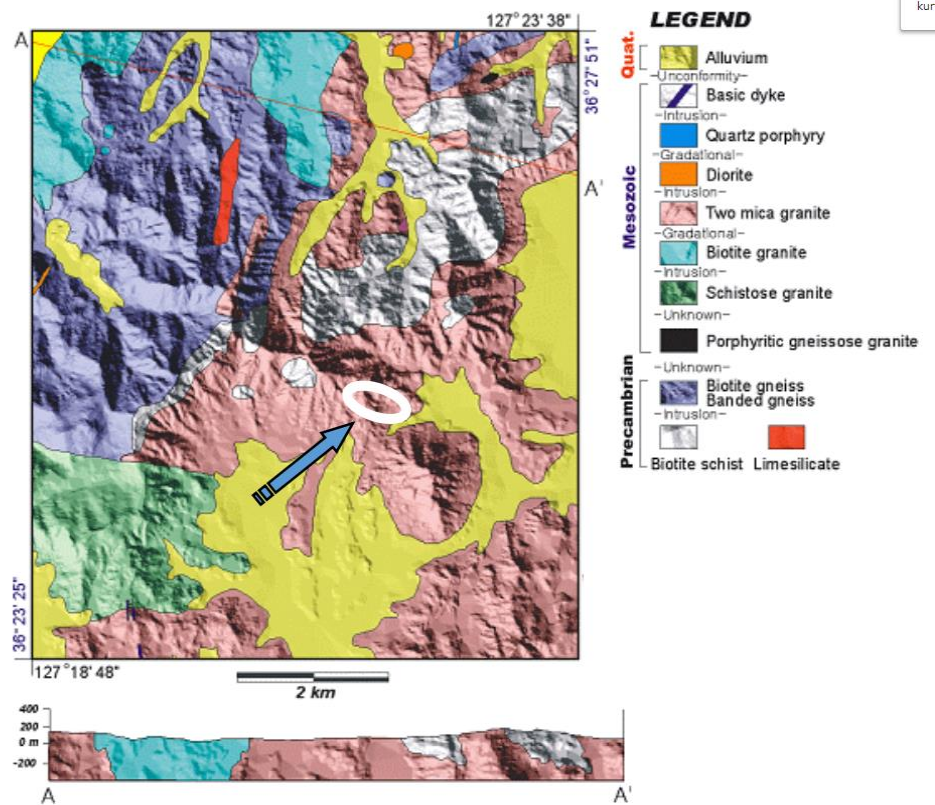 kur
127°23'38"
LEGEND
A
36°27'51"
Quat.
Alluvium
-Unconformity-
Mesozoic
Basic dyke
-Intrusion-
Quartz porphyry
-Gradational-
Diorite
-Intrusion-
A'
Two mica granite
-Gradational-
Biotite granite
-Intrusion-
Schistose granite
-Unknown
Porphyritic gneissose granite
-Unknown
Precambrian
Biotite gneiss
Banded gneiss
-Intrusion-
Biotite schist
Limesilicate
36°23'25"
127°18'48"
2 km
400
200
0 m
-200
A
A'